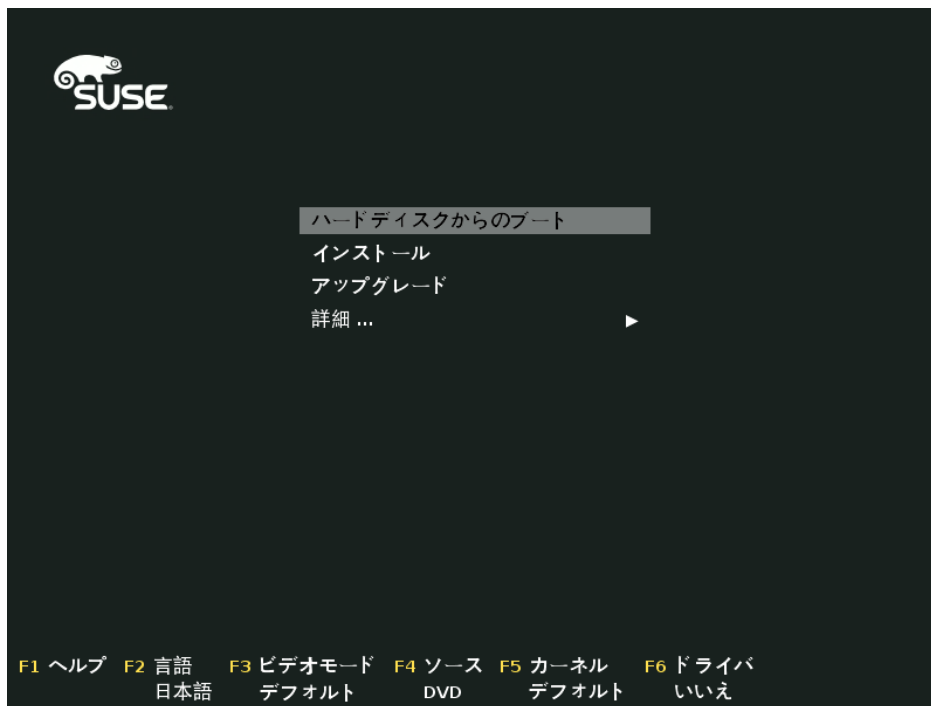 SUSE
ハードディスクからのブート
インストール
アップグレード
詳細 ...
F1 ヘルプ F2 言語 F3 ビデオモード F4 ソース F5 カーネル F6 ドライバ
日本語 デフォルト DVD デフォルト いいえ